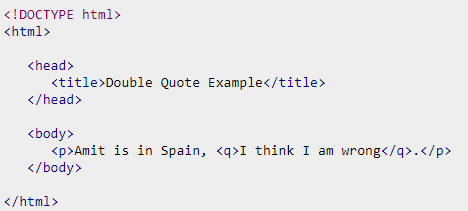 <!DOCTYPE html>
<html>
<head>
<title>Double Quote Example</title>
</head>
<body>
<p>Amit is in Spain, <q>I think I am wrong</q>.</p>
</body>
</html>